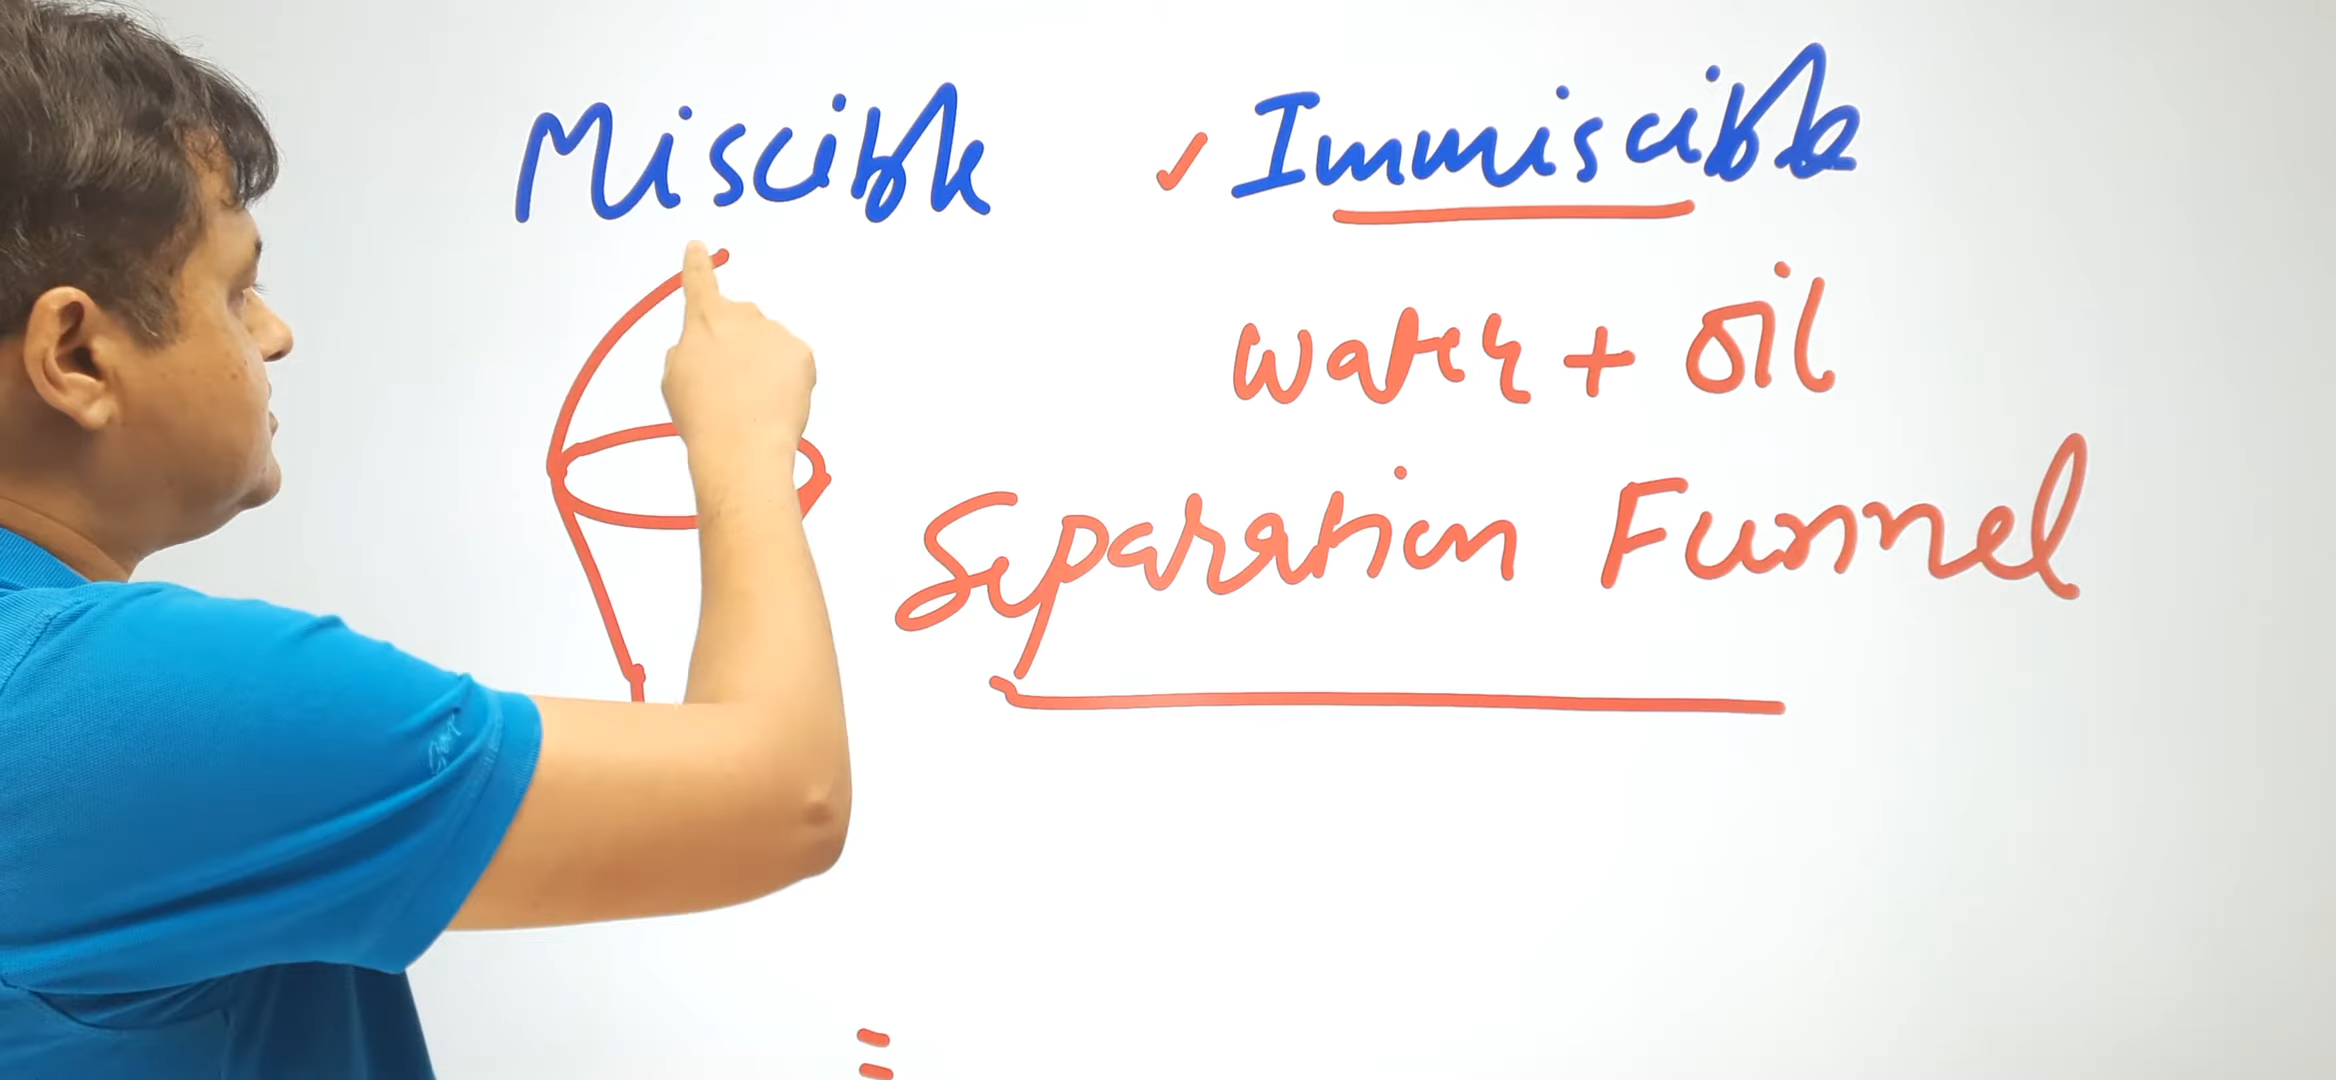 Miscible ✓ Immiscible
Water + Oil
Separation Funnel